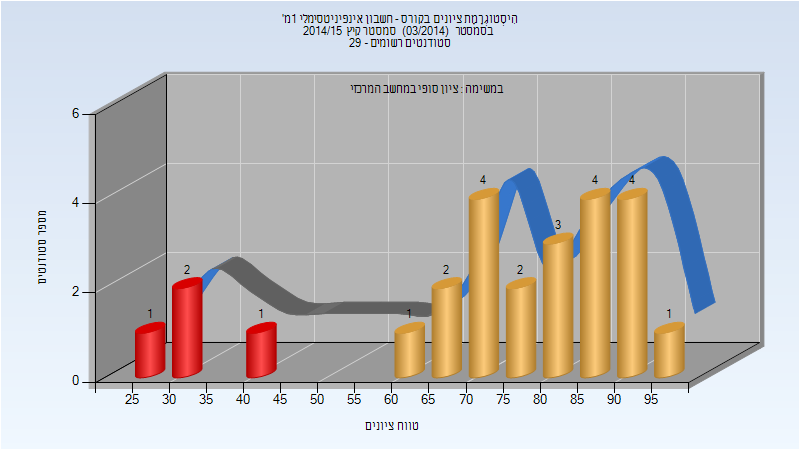 היסטוגרמת ציונים בקורס - חשבון אינפיניטסימלי 1מ'
בסמסטר (03/2014) סמסטר קיץ 2014/15
סטודנטים רשומים - 29
במשימה : ציון סופי במחשב המרכזי
מספר סטודנטים
6
4
2
0
1
2
1
1
2
4
2
3
4
4
1
25 30 35 40 45 50 55 60 65 70 75 80 85 90 95
טווח ציונים